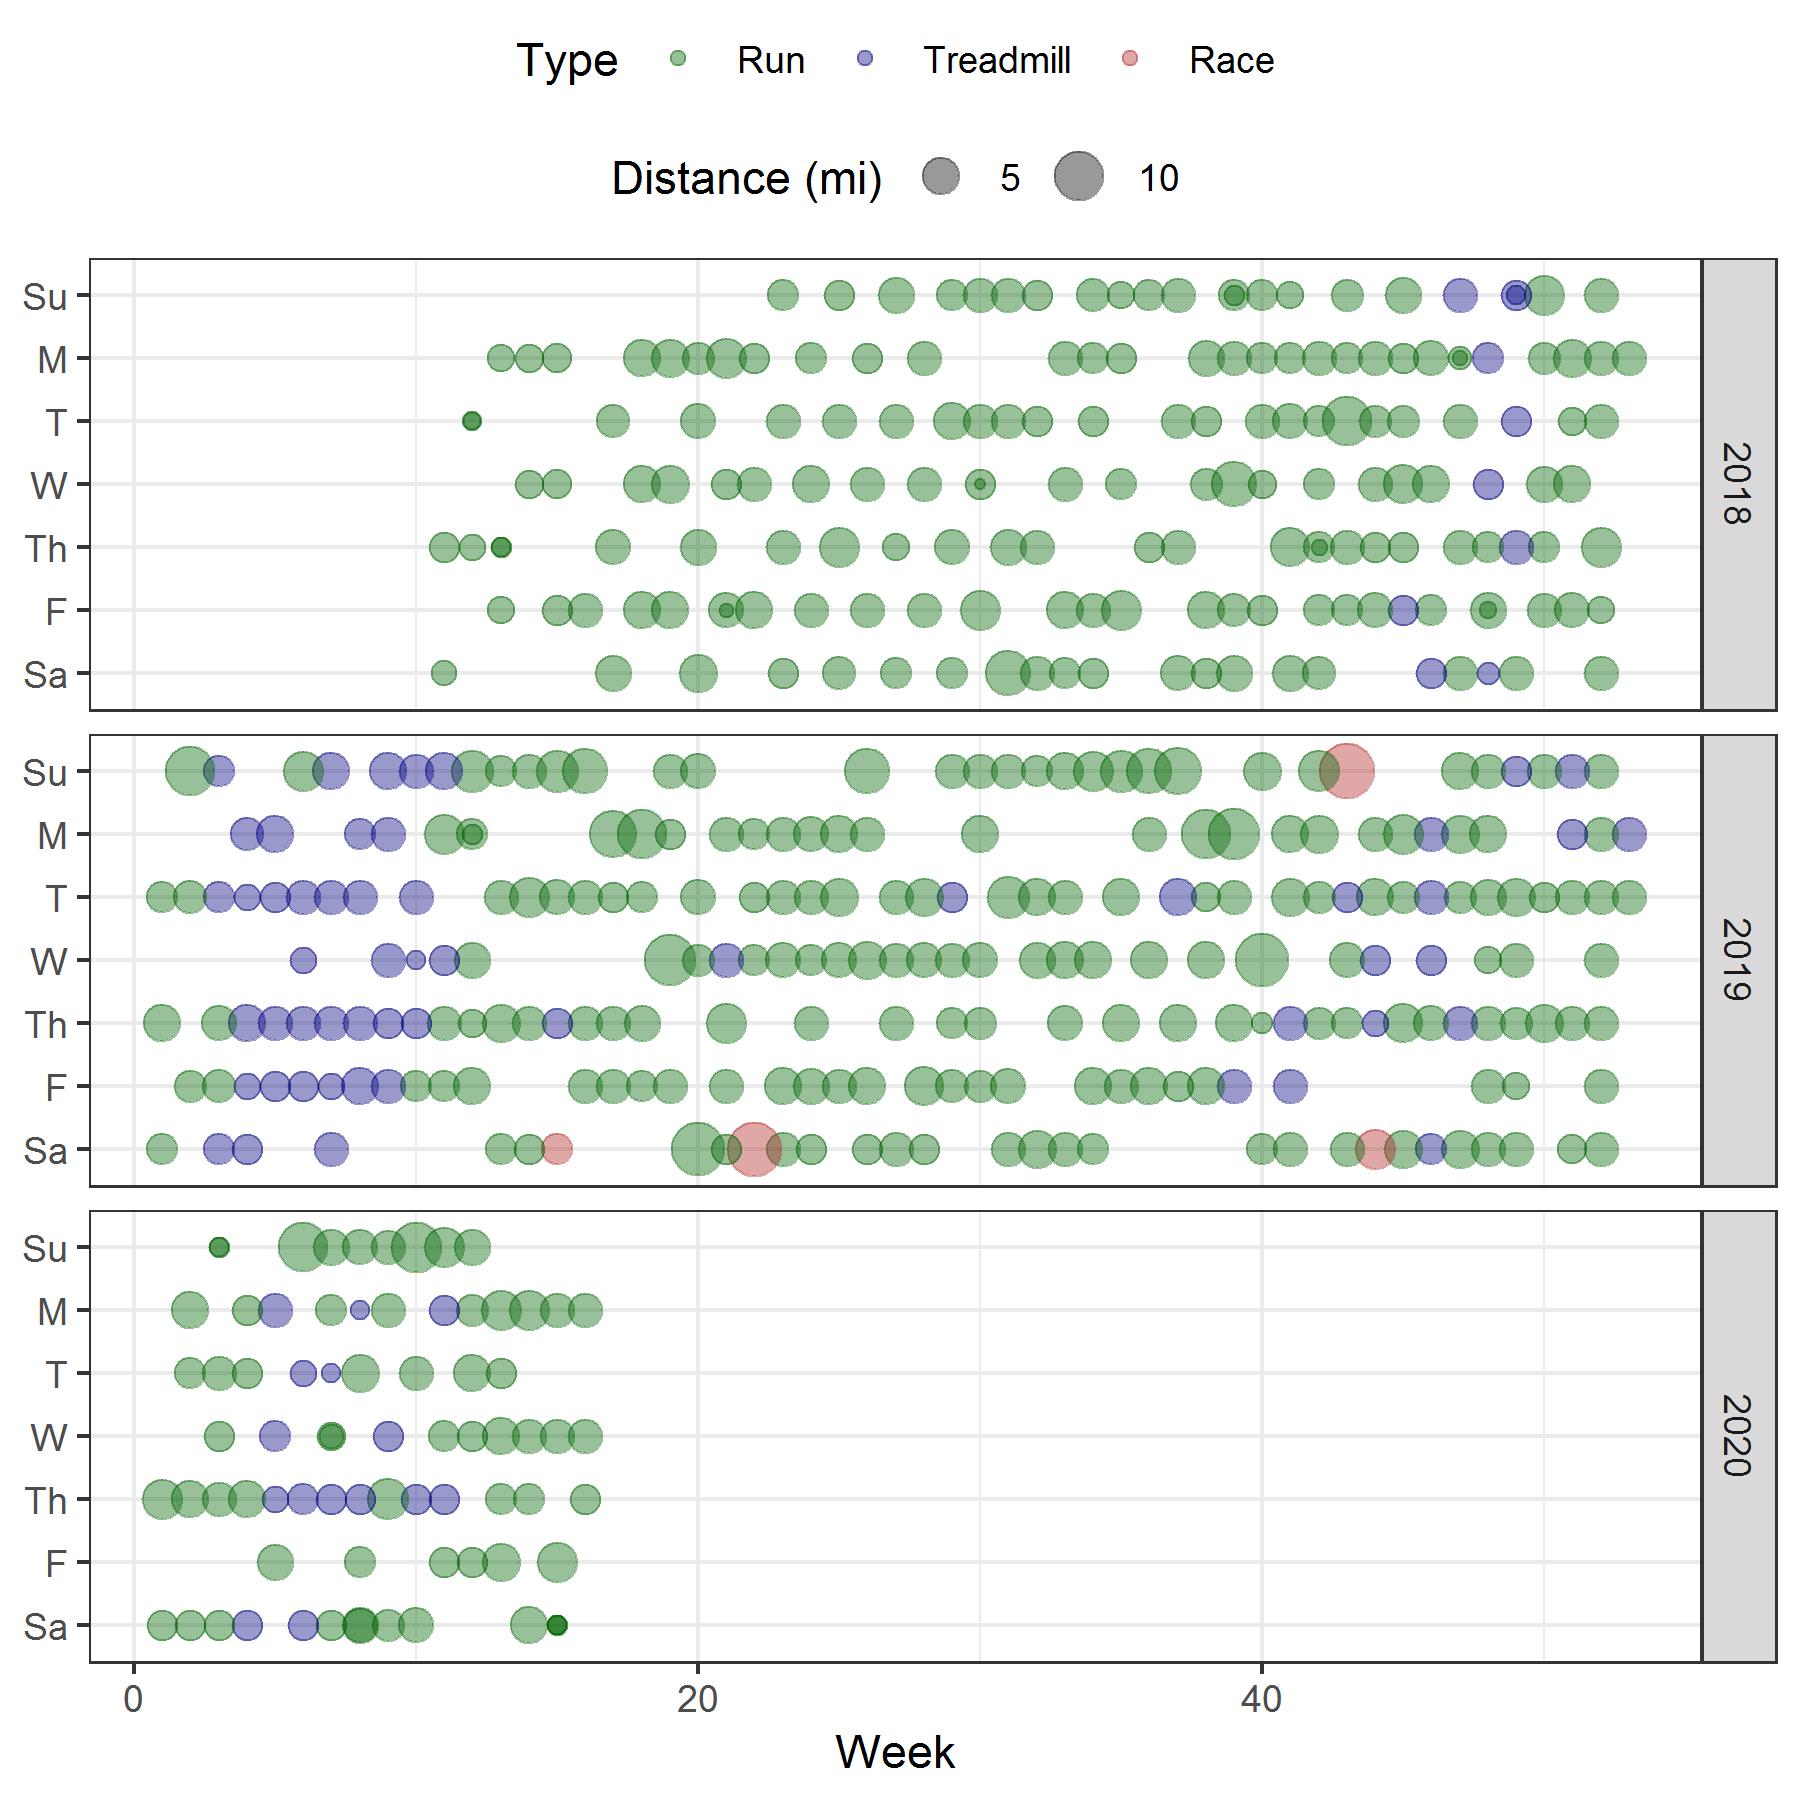 Type Run Treadmill Race
Distance (mi) 5 10
Su
M
T
W
Th
F
Sa
2018
Su
M
T
W
Th
F
Sa
2019
Su
M
T
W
Th
F
Sa
2020
0 20 40
Week